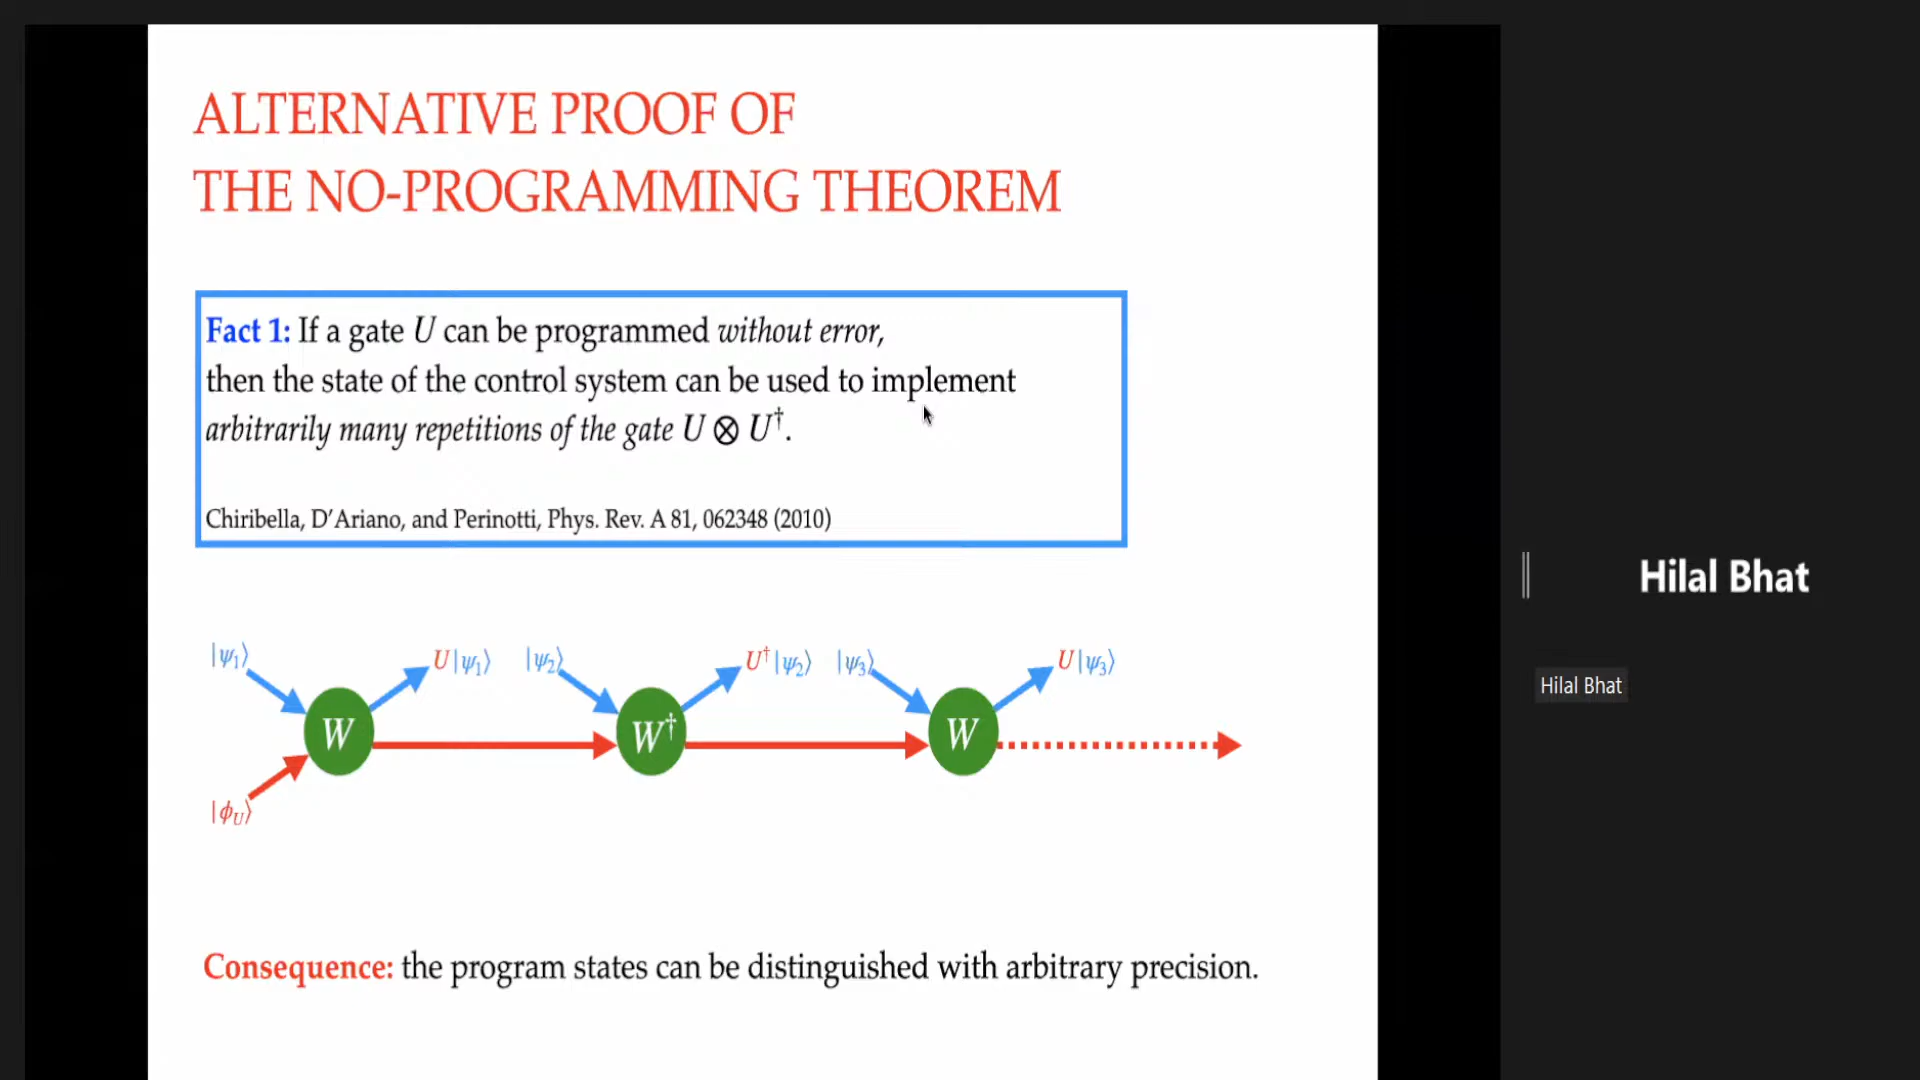 ALTERNATIVE PROOF OF
THE NO-PROGRAMMING THEOREM
Fact 1: If a gate U can be programmed without error,
then the state of the control system can be used to implement
arbitrarily many repetitions of the gate U ⊗ U†.
Chiribella, D'Ariano, and Perinotti, Phys. Rev. A 81, 062348 (2010)
|ψ₁⟩ U|ψ₁⟩ |ψ₂⟩ U†|ψ₂⟩ |ψ₃⟩ U|ψ₃⟩
W W† W
|ϕ_U⟩
Consequence: the program states can be distinguished with arbitrary precision.
Hilal Bhat
Hilal Bhat